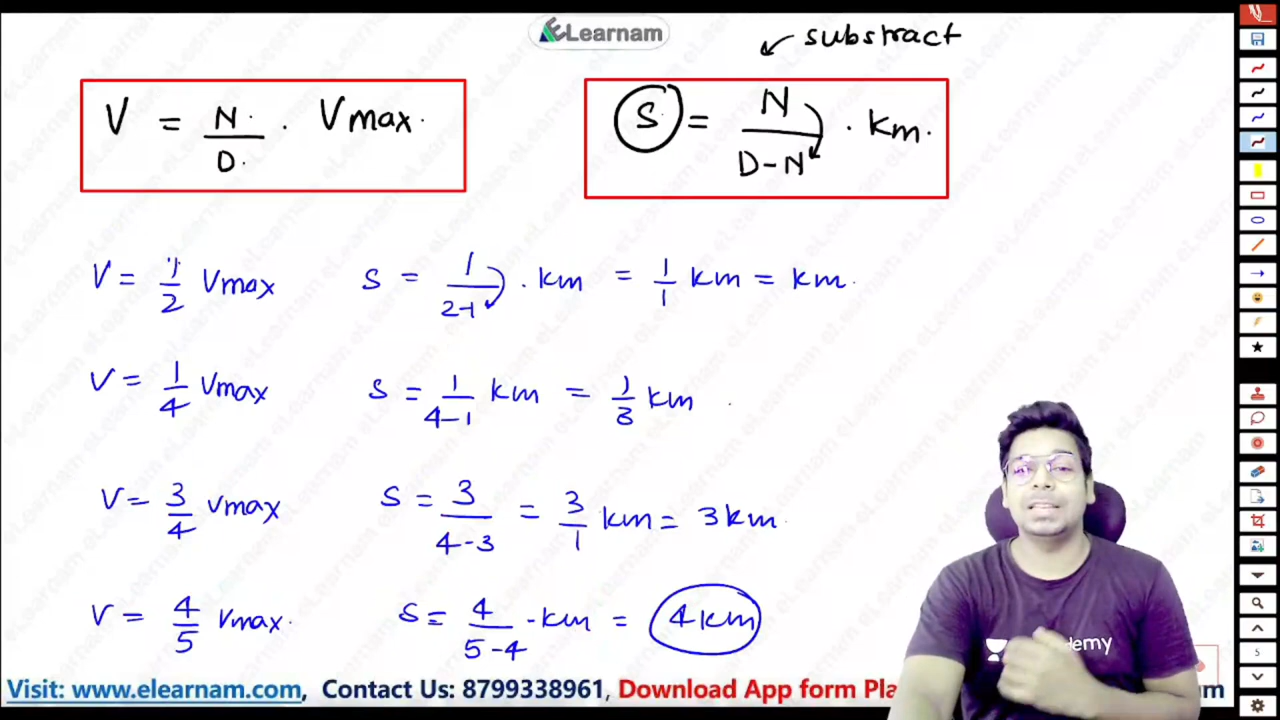 ELearnam
substract
V = N/D · Vmax.
S = N/D-N · km.
V = 1/2 Vmax    S = 1/2-1 · km = 1/1 km = km.
V = 1/4 Vmax    S = 1/4-1 km = 1/3 km
V = 3/4 Vmax    S = 3/4-3 = 3/1 km = 3km.
V = 4/5 Vmax.    S = 4/5-4 · km = 4km
demy
5
Visit: www.elearnam.com, Contact Us: 8799338961, Download App form Pla